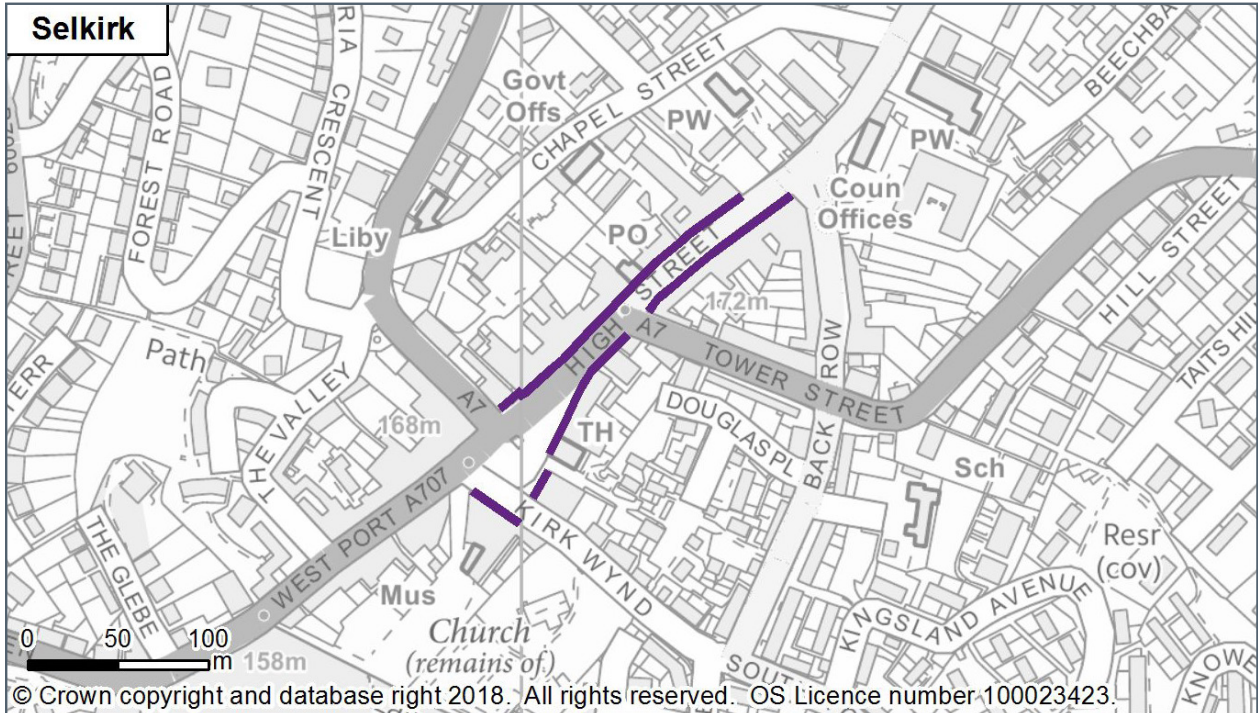 Selkirk
FOREST ROAD
RIA CRESCENT
Govt
Offs
CHAPEL STREET
PW
PW
BEECHBA
Coun
Offices
Liby
PO
HIGH STREET
172m
HILL STREET
TAITS HIL
A7
TOWER STREET
BACK ROW
Path
TERR
THE VALLEY
A7
168m
TH
DOUGLAS PL
Sch
WEST PORT A707
KIRK WYND
THE GLEBE
Mus
Church
(remains of)
Resr
(cov)
KINGSLAND AVENUE
SOUT
KNOW
0 50 100
m
158m
© Crown copyright and database right 2018. All rights reserved. OS Licence number 100023423.